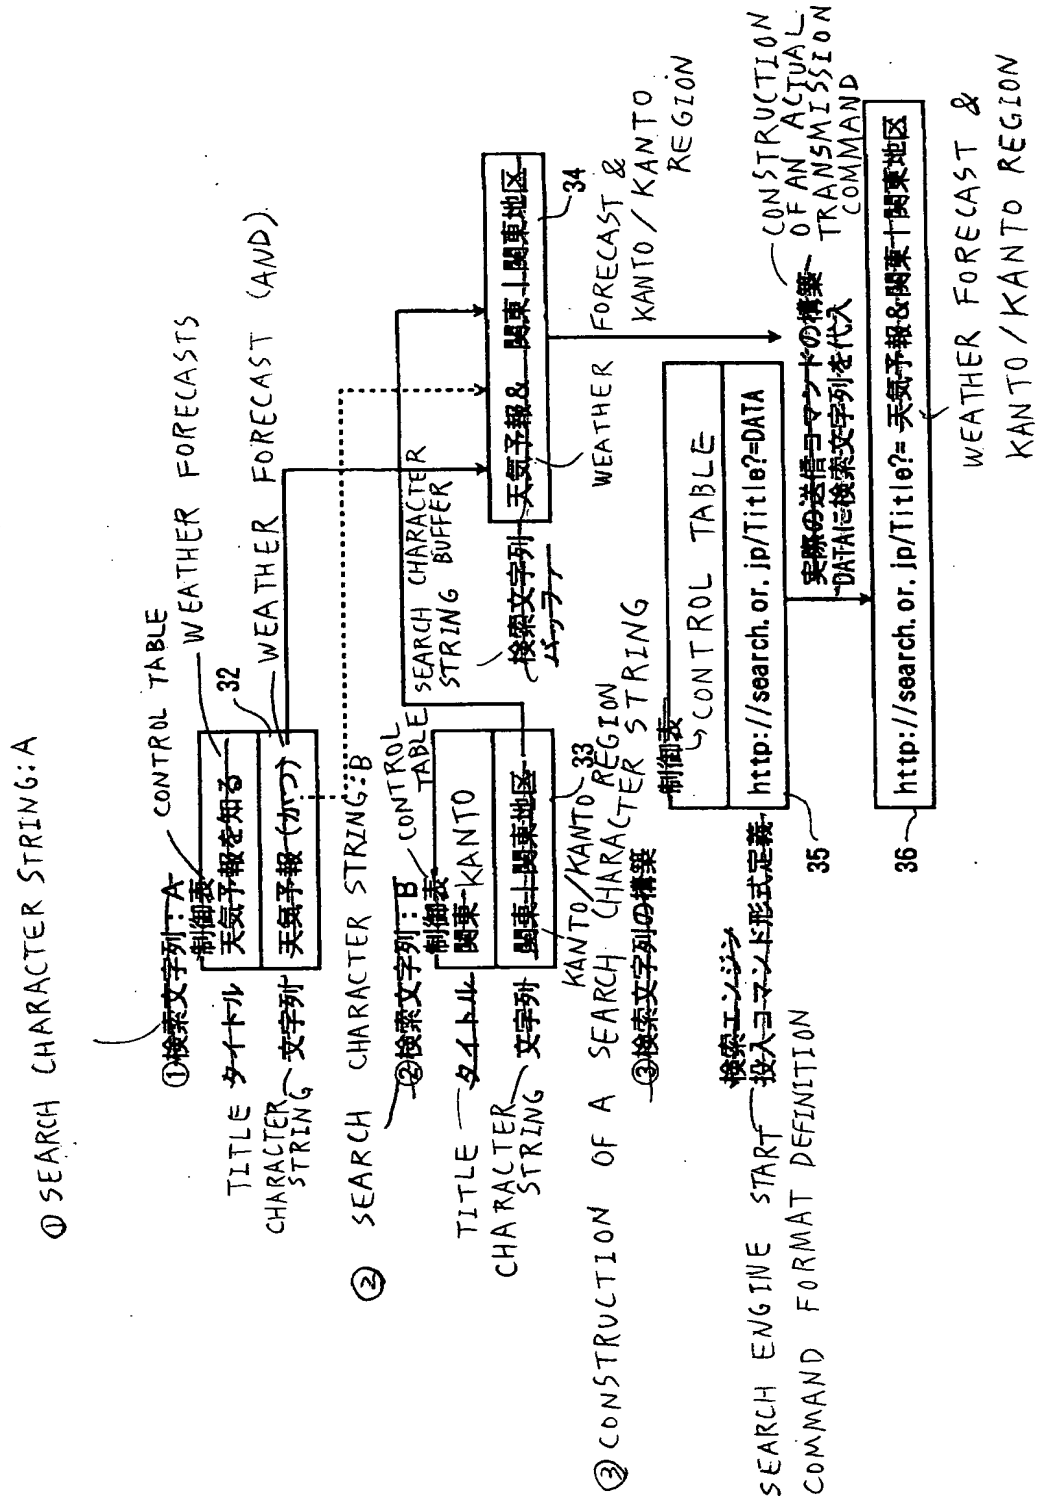 ① SEARCH CHARACTER STRING:A
①検索文字列：A
制御表
CONTROL TABLE
タイトル
天気予報を知る
TITLE
WEATHER FORECASTS
32
文字列
天気予報(かつ)
CHARACTER
STRING
WEATHER FORECAST (AND)
② SEARCH CHARACTER STRING:B
②検索文字列：B
制御表
CONTROL
TABLE
タイトル
関東
KANTO
TITLE
文字列
関東|関東地区
CHARACTER
STRING
33
KANTO/KANTO REGION
SEARCH CHARACTER
STRING BUFFER
検索文字列
バッファ
天気予報& 関東|関東地区
34
WEATHER FORECAST &
KANTO/KANTO
REGION
③ CONSTRUCTION OF A SEARCH CHARACTER STRING
③検索文字列の構築
制御表
CONTROL TABLE
検索エンジン
投入コマンド形式定義
http://search.or.jp/Title?=DATA
35
SEARCH ENGINE START
COMMAND FORMAT DEFINITION
実際の送信コマンドの構築
DATAに検索文字列を代入
CONSTRUCTION
OF AN ACTUAL
TRANSMISSION
COMMAND
http://search.or.jp/Title?= 天気予報&関東|関東地区
36
WEATHER FORECAST &
KANTO/KANTO REGION